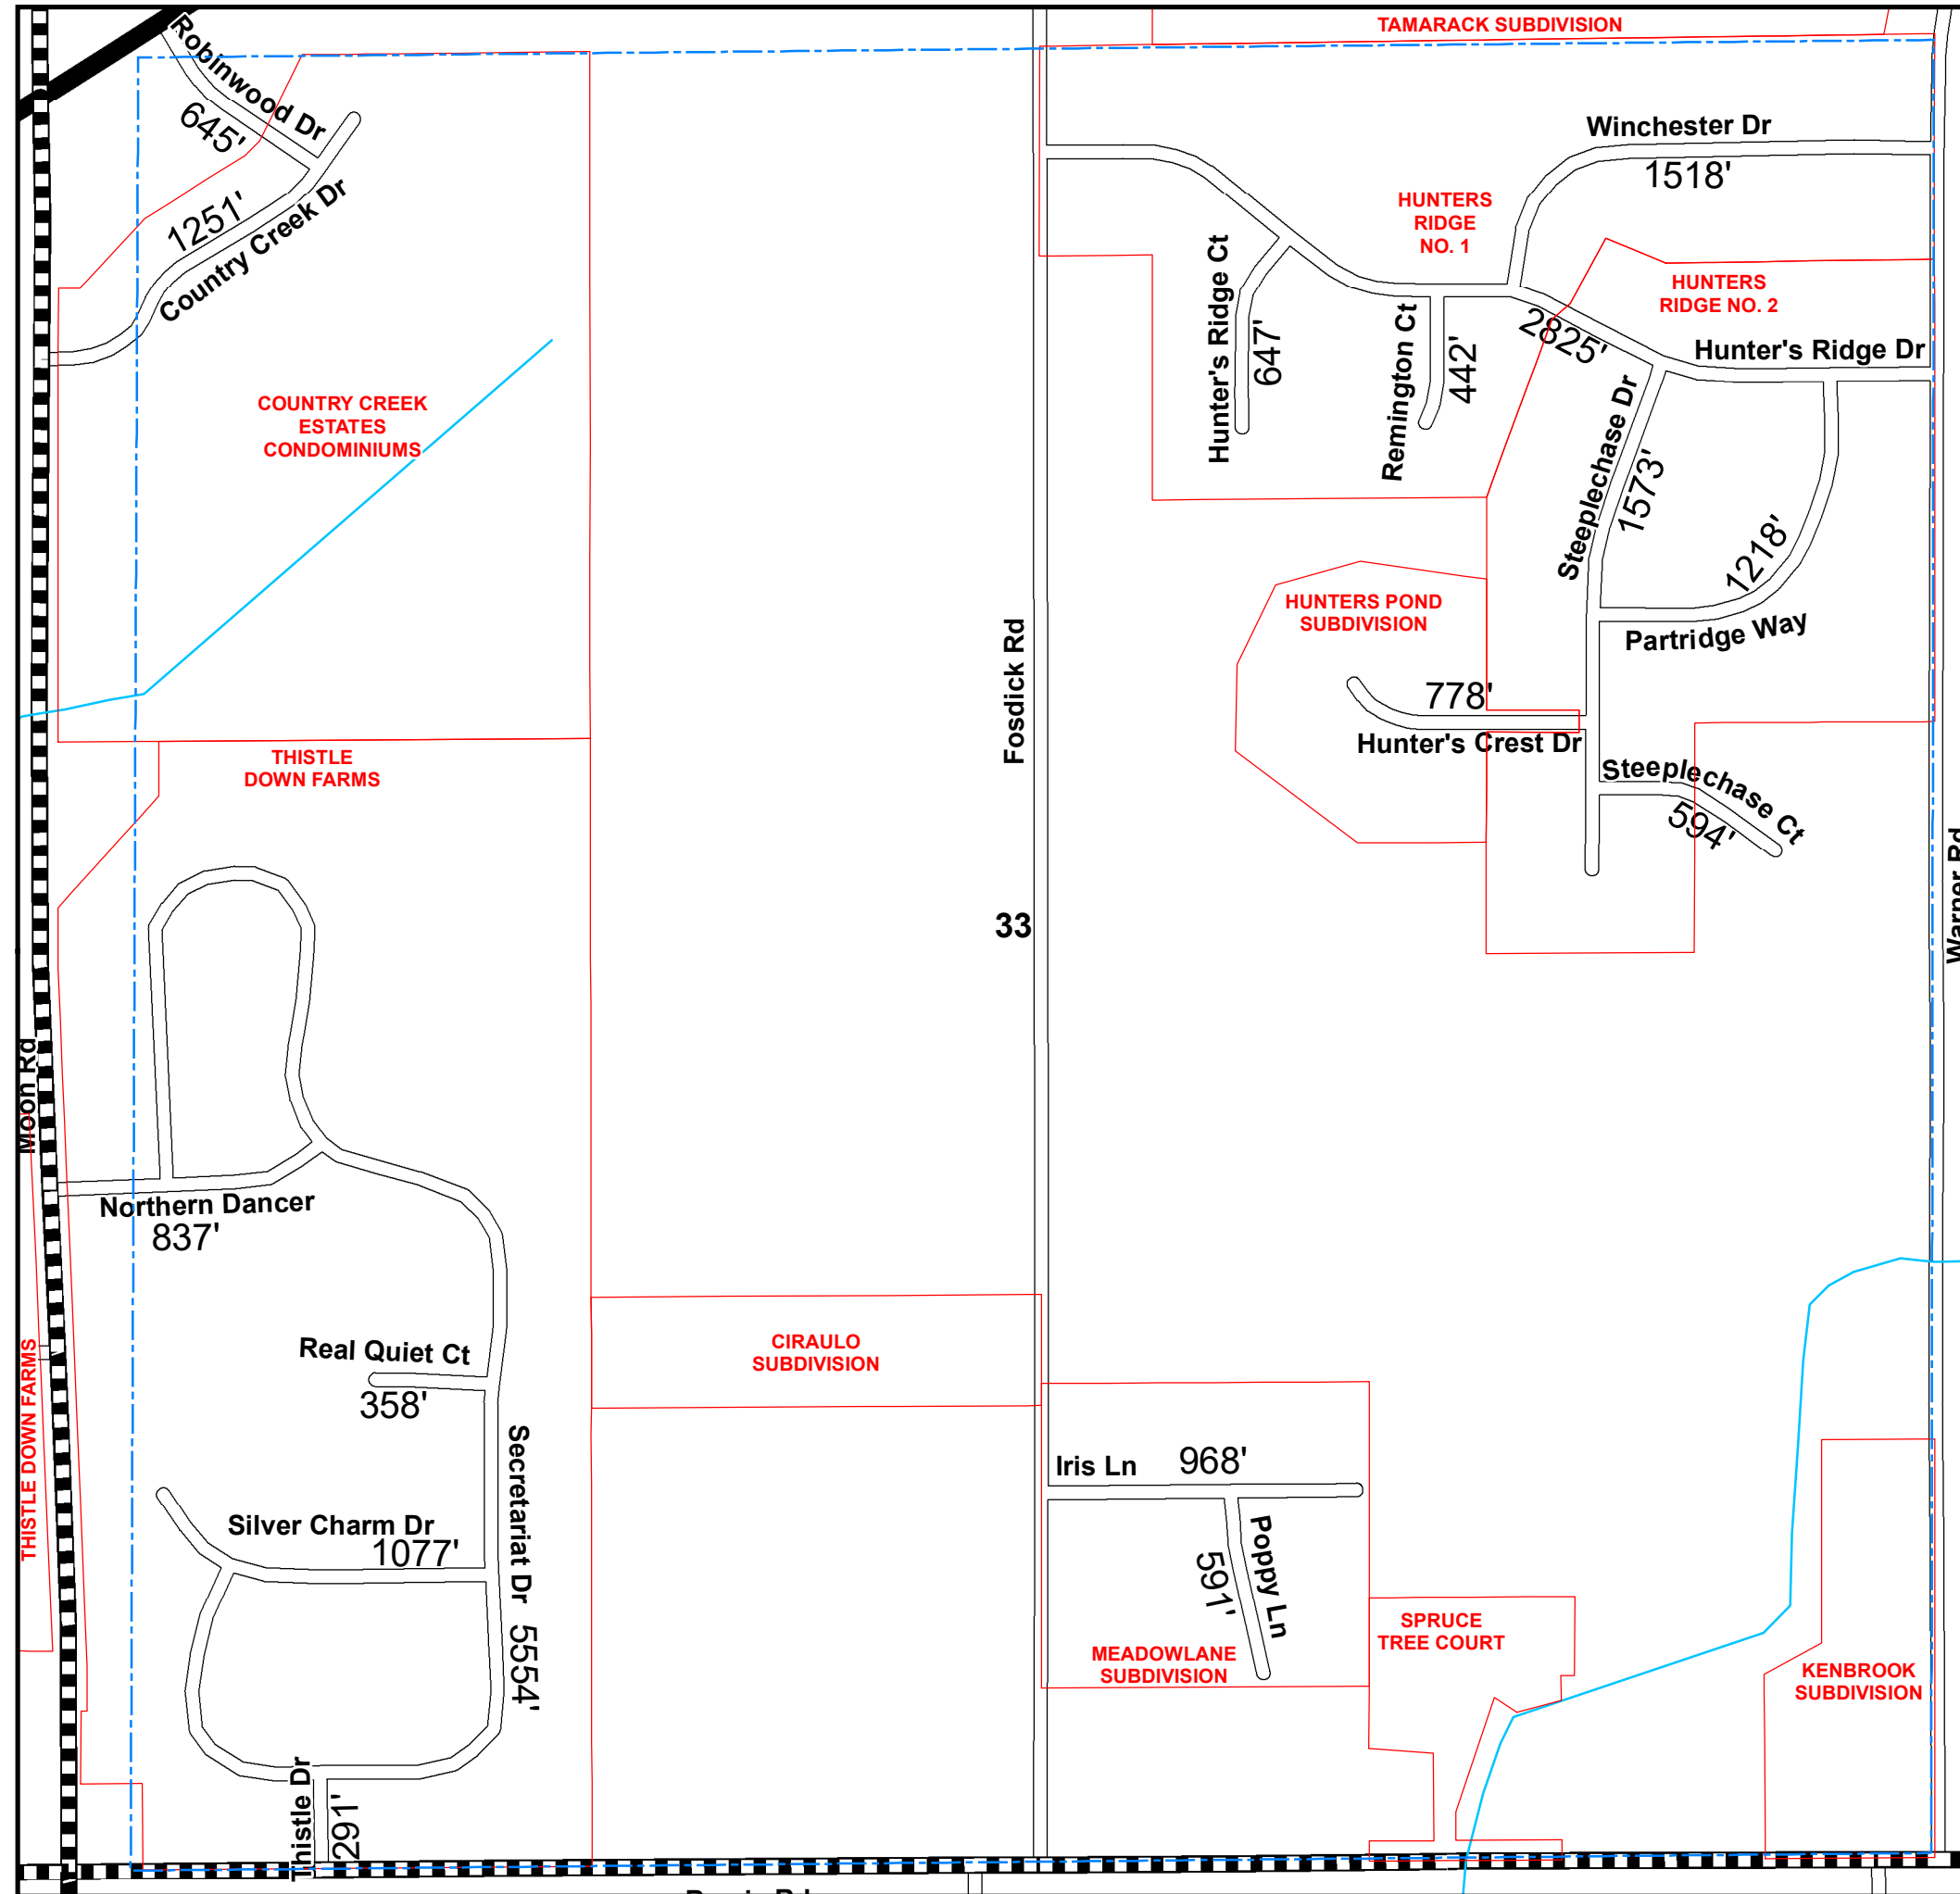 TAMARACK SUBDIVISION
Robinwood Dr
645'
Winchester Dr
1518'
1251'
Country Creek Dr
HUNTERS
RIDGE
NO. 1
HUNTERS
RIDGE NO. 2
Hunter's Ridge Ct
647'
Remington Ct
442'
2825'
Hunter's Ridge Dr
COUNTRY CREEK
ESTATES
CONDOMINIUMS
Steeplechase Dr
1573'
1218'
Partridge Way
HUNTERS POND
SUBDIVISION
Fosdick Rd
778'
Hunter's Crest Dr
THISTLE
DOWN FARMS
Steeplechase Ct
594'
33
Warner Rd
Moon Rd
Northern Dancer
837'
Real Quiet Ct
358'
CIRAULO
SUBDIVISION
THISTLE DOWN FARMS
Secretariat Dr 5554'
Iris Ln 968'
Silver Charm Dr
1077'
Poppy Ln
591'
MEADOWLANE
SUBDIVISION
SPRUCE
TREE COURT
KENBROOK
SUBDIVISION
Thistle Dr
291'